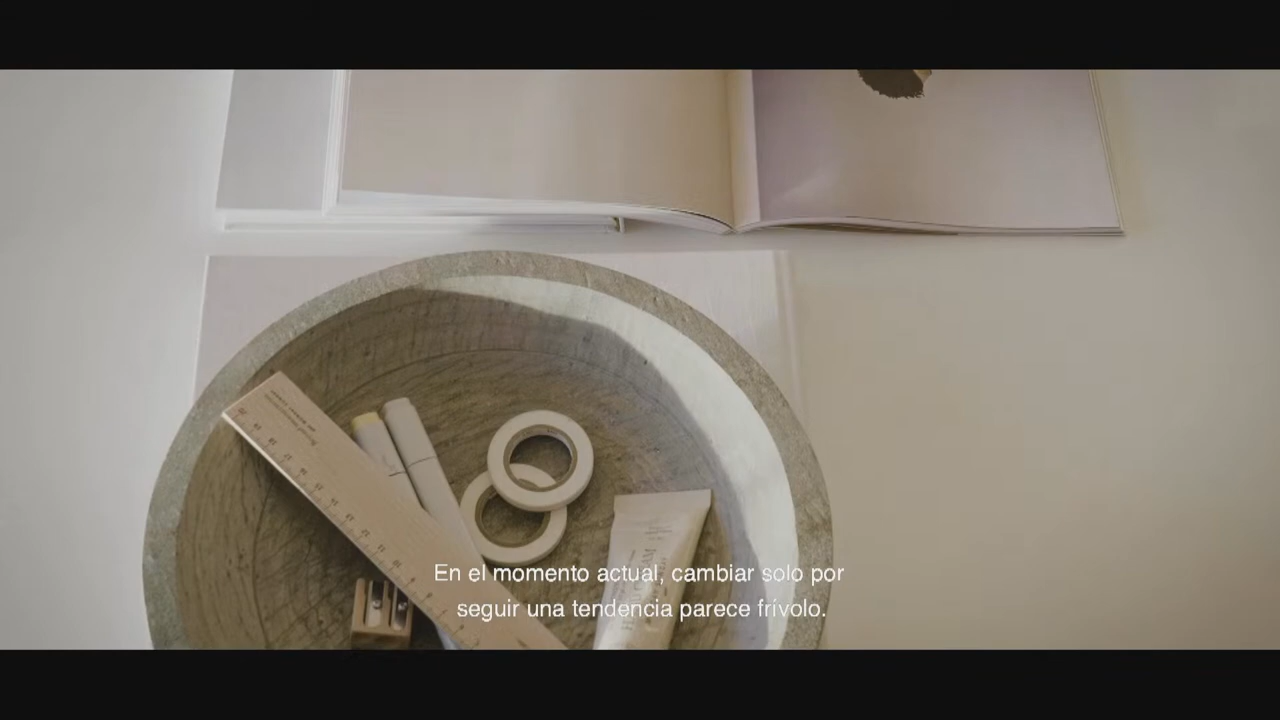 En el momento actual, cambiar solo por
seguir una tendencia parece frívolo.